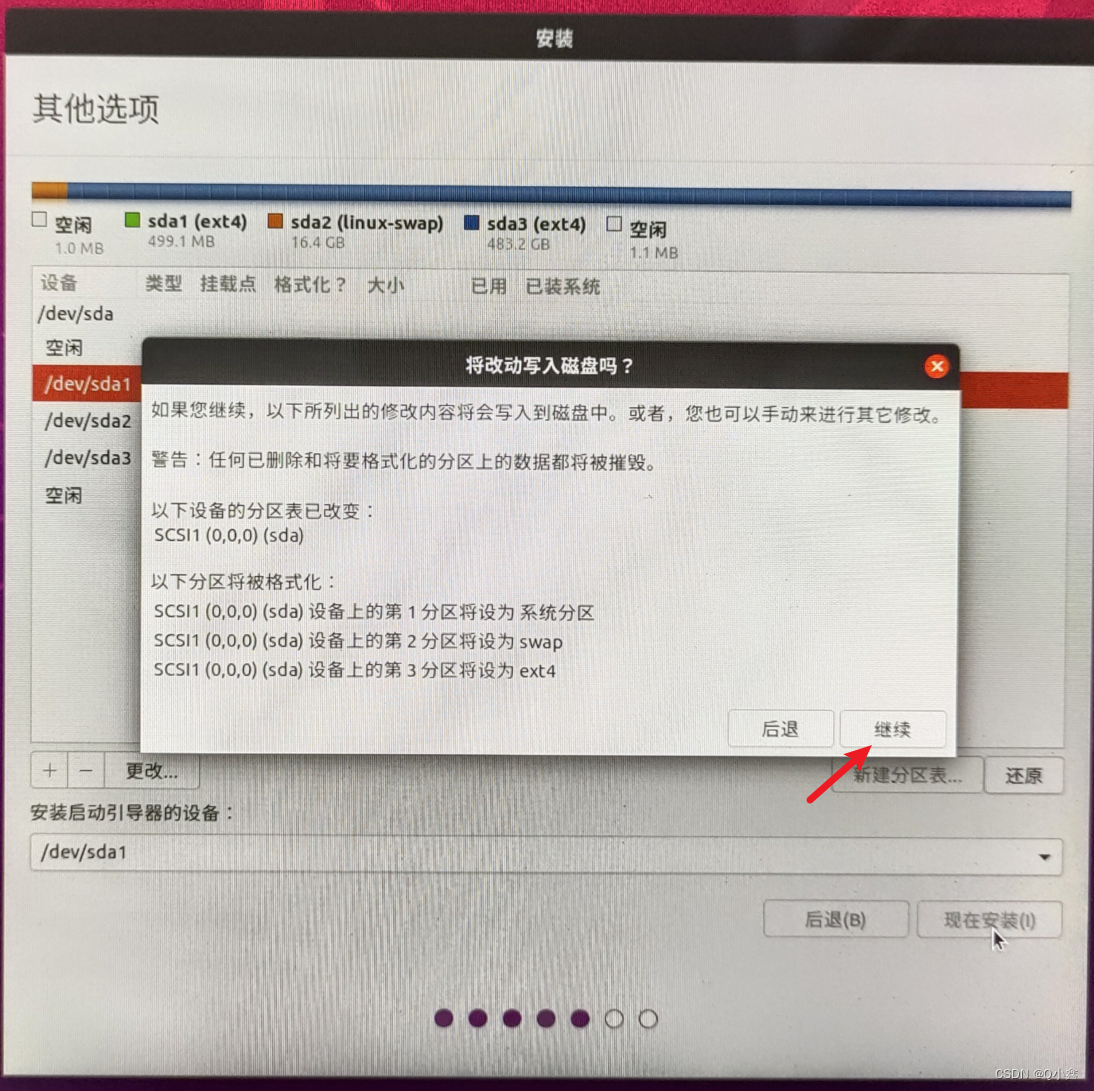 安装
其他选项
空闲 sda1 (ext4) sda2 (linux-swap) sda3 (ext4) 空闲
1.0 MB 499.1 MB 16.4 GB 483.2 GB 1.1 MB
设备 类型 挂载点 格式化？ 大小 已用 已装系统
/dev/sda
空闲
/dev/sda1
/dev/sda2
/dev/sda3
空闲
将改动写入磁盘吗？
如果您继续，以下所列出的修改内容将会写入到磁盘中。或者，您也可以手动来进行其它修改。
警告：任何已删除和将要格式化的分区上的数据都将被摧毁。
以下设备的分区表已改变：
SCSI1 (0,0,0) (sda)
以下分区将被格式化：
SCSI1 (0,0,0) (sda) 设备上的第 1 分区将设为 系统分区
SCSI1 (0,0,0) (sda) 设备上的第 2 分区将设为 swap
SCSI1 (0,0,0) (sda) 设备上的第 3 分区将设为 ext4
后退 继续
+ − 更改... 新建分区表... 还原
安装启动引导器的设备：
/dev/sda1
后退(B) 现在安装(I)
CSDN